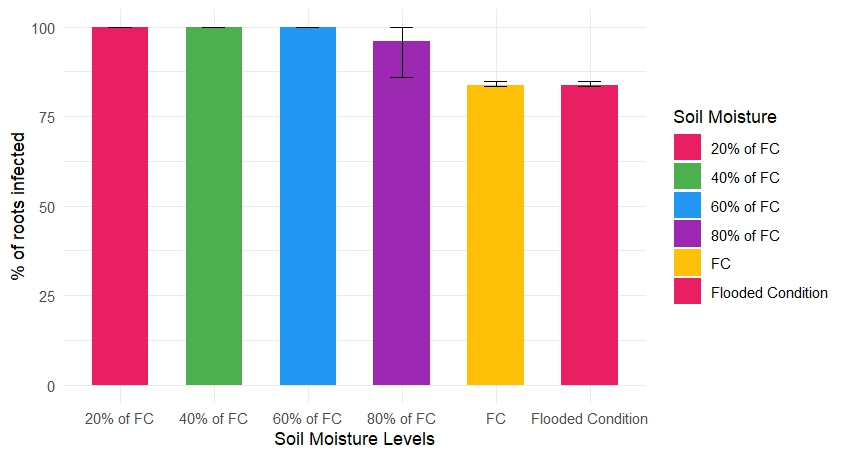 100
75
50
25
0
% of roots infected
20% of FC
40% of FC
60% of FC
80% of FC
FC
Flooded Condition
Soil Moisture Levels
Soil Moisture
20% of FC
40% of FC
60% of FC
80% of FC
FC
Flooded Condition